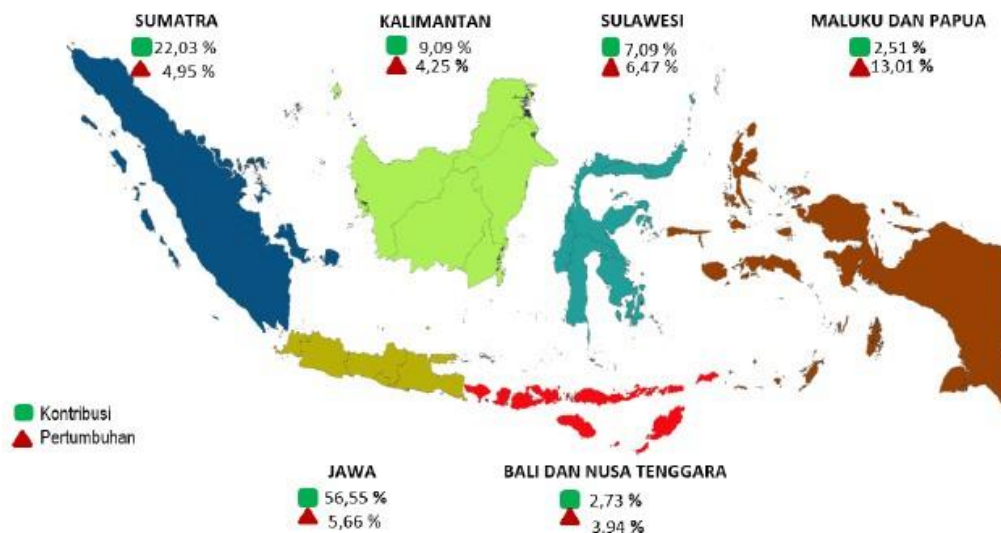 SUMATRA
22,03 %
4,95 %
KALIMANTAN
9,09 %
4,25 %
SULAWESI
7,09 %
6,47 %
MALUKU DAN PAPUA
2,51 %
13,01 %
Kontribusi
Pertumbuhan
JAWA
56,55 %
5,66 %
BALI DAN NUSA TENGGARA
2,73 %
3,94 %